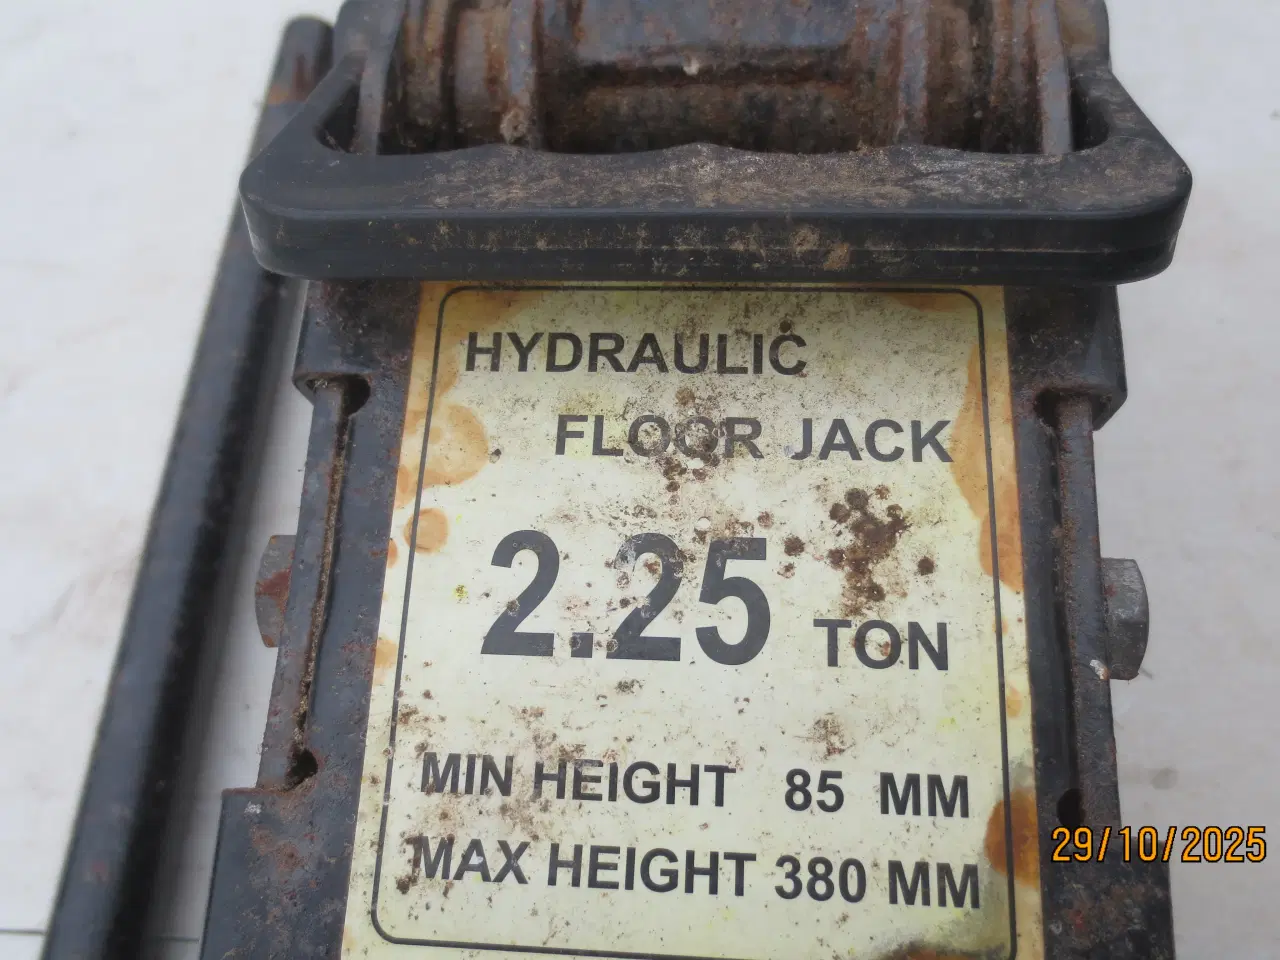 HYDRAULIC
FLOOR JACK
2.25 TON
MIN HEIGHT 85 MM
MAX HEIGHT 380 MM
29/10/2025